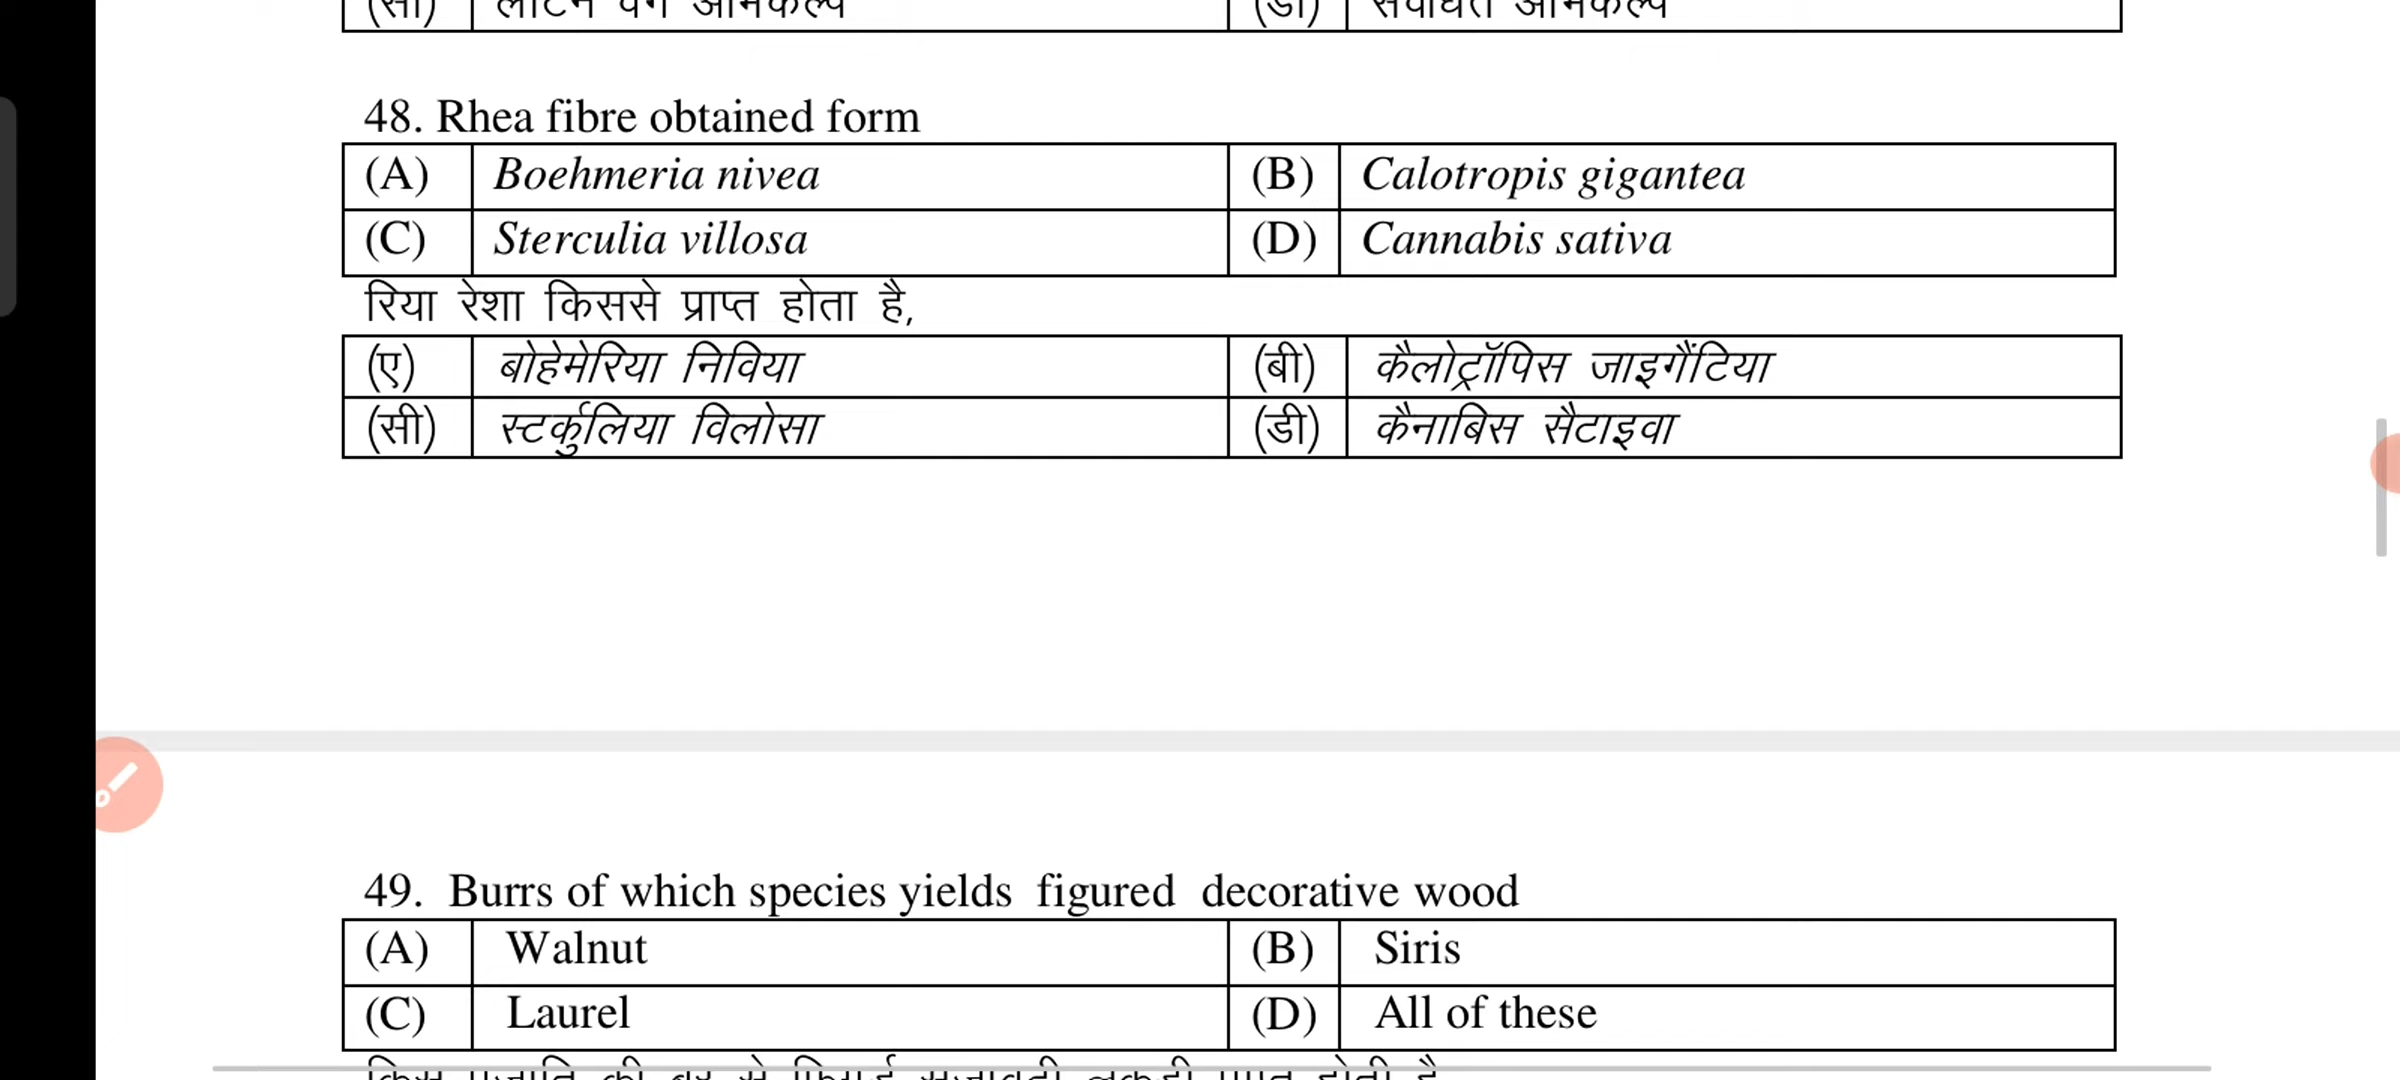 48. Rhea fibre obtained form
(A) Boehmeria nivea (B) Calotropis gigantea
(C) Sterculia villosa (D) Cannabis sativa
रिया रेशा किससे प्राप्त होता है,
(ए) बोहेमेरिया निविया (बी) कैलोट्रॉपिस जाइगैंटिया
(सी) स्टर्कुलिया विलोसा (डी) कैनाबिस सैटाइवा
49. Burrs of which species yields figured decorative wood
(A) Walnut (B) Siris
(C) Laurel (D) All of these